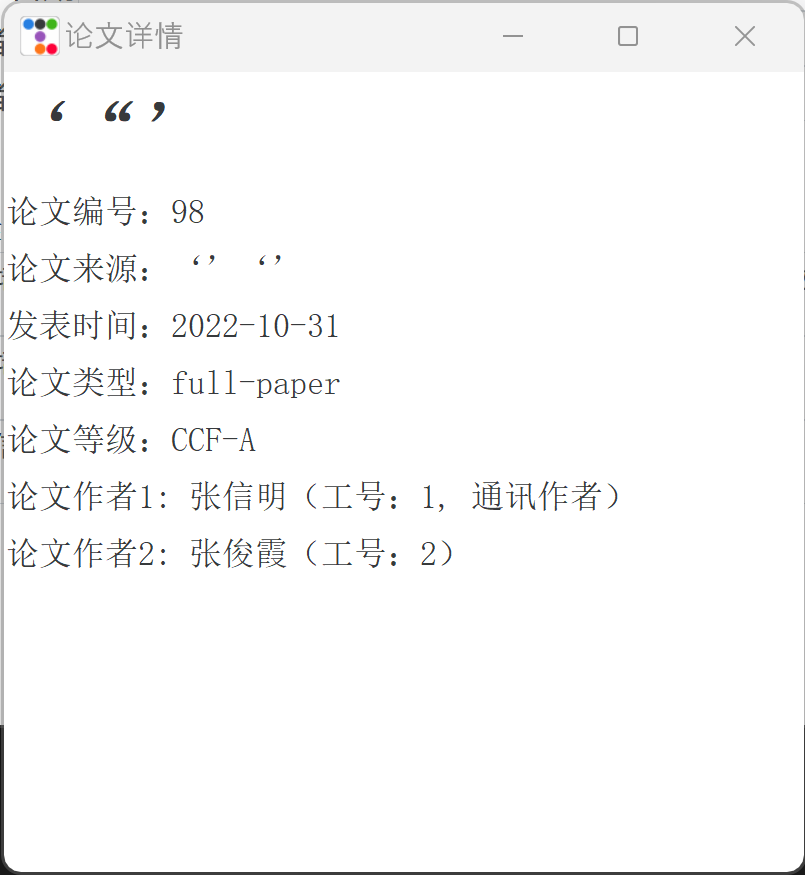 论文详情
‘ “’
论文编号：98
论文来源： ‘’ ‘’
发表时间：2022-10-31
论文类型：full-paper
论文等级：CCF-A
论文作者1: 张信明（工号：1, 通讯作者）
论文作者2: 张俊霞（工号：2）